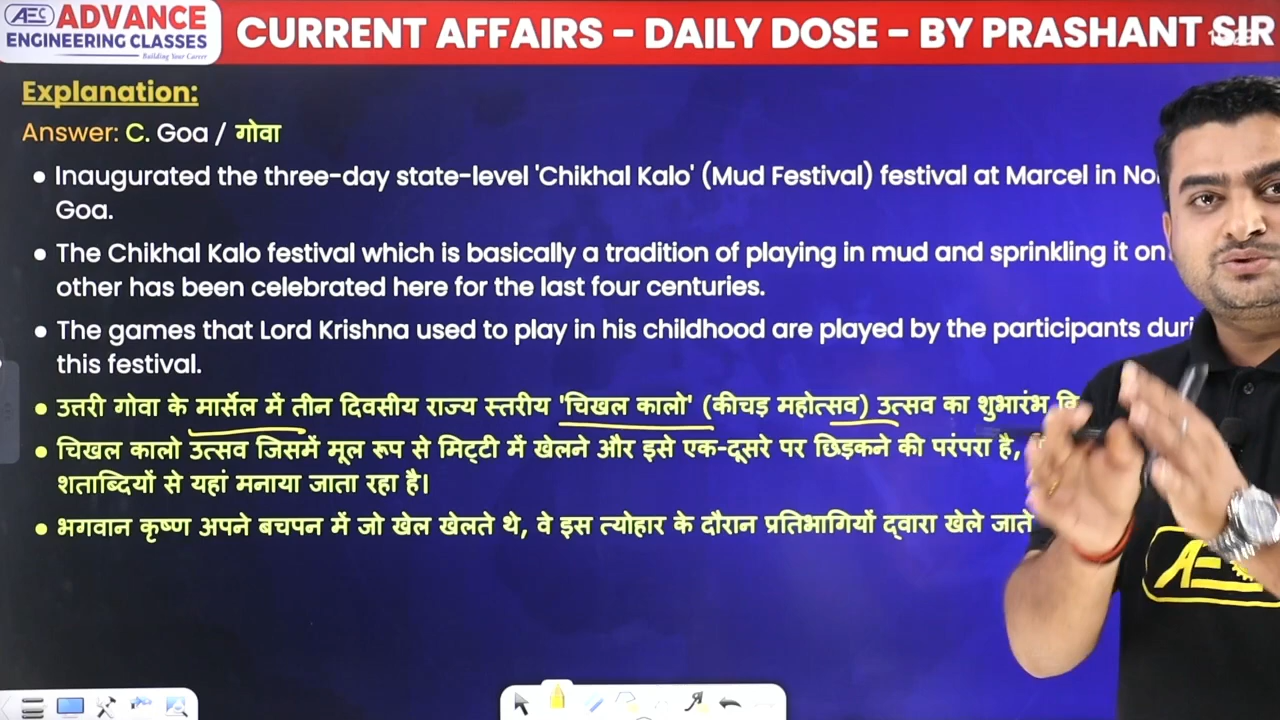 AEC ADVANCE
ENGINEERING CLASSES
Building Your Career
CURRENT AFFAIRS – DAILY DOSE – BY PRASHANT SIR
Explanation:
Answer: C. Goa / गोवा
• Inaugurated the three-day state-level 'Chikhal Kalo' (Mud Festival) festival at Marcel in
Goa.
• The Chikhal Kalo festival which is basically a tradition of playing in mud and sprinkling it on
other has been celebrated here for the last four centuries.
• The games that Lord Krishna used to play in his childhood are played by the participants
this festival.
• उत्तरी गोवा के मार्सेल में तीन दिवसीय राज्य स्तरीय 'चिखल कालो' (कीचड़ महोत्सव) उत्सव का शुभारंभ
• चिखल कालो उत्सव जिसमें मूल रूप से मिट्टी में खेलने और इसे एक-दूसरे पर छिड़कने की परंपरा है,
शताब्दियों से यहां मनाया जाता रहा है।
• भगवान कृष्ण अपने बचपन में जो खेल खेलते थे, वे इस त्योहार के दौरान प्रतिभागियों द्वारा खेले जाते